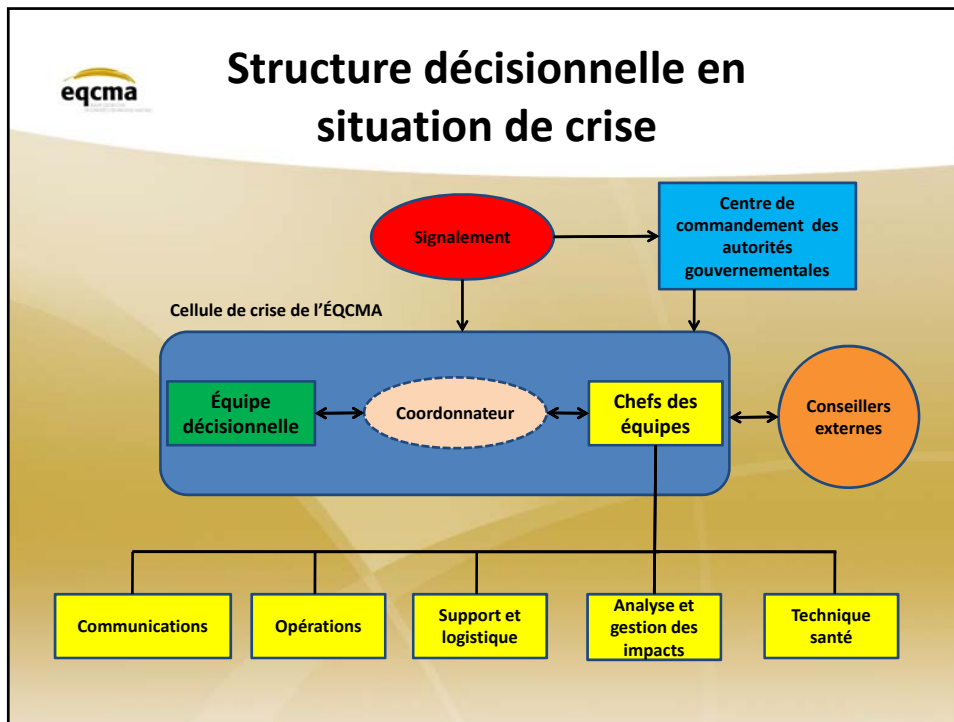 Structure décisionnelle en
situation de crise
eqcma
Signalement
Centre de
commandement des
autorités
gouvernementales
Cellule de crise de l'ÉQCMA
Équipe
décisionnelle
Coordonnateur
Chefs des
équipes
Conseillers
externes
Communications
Opérations
Support et
logistique
Analyse et
gestion des
impacts
Technique
santé